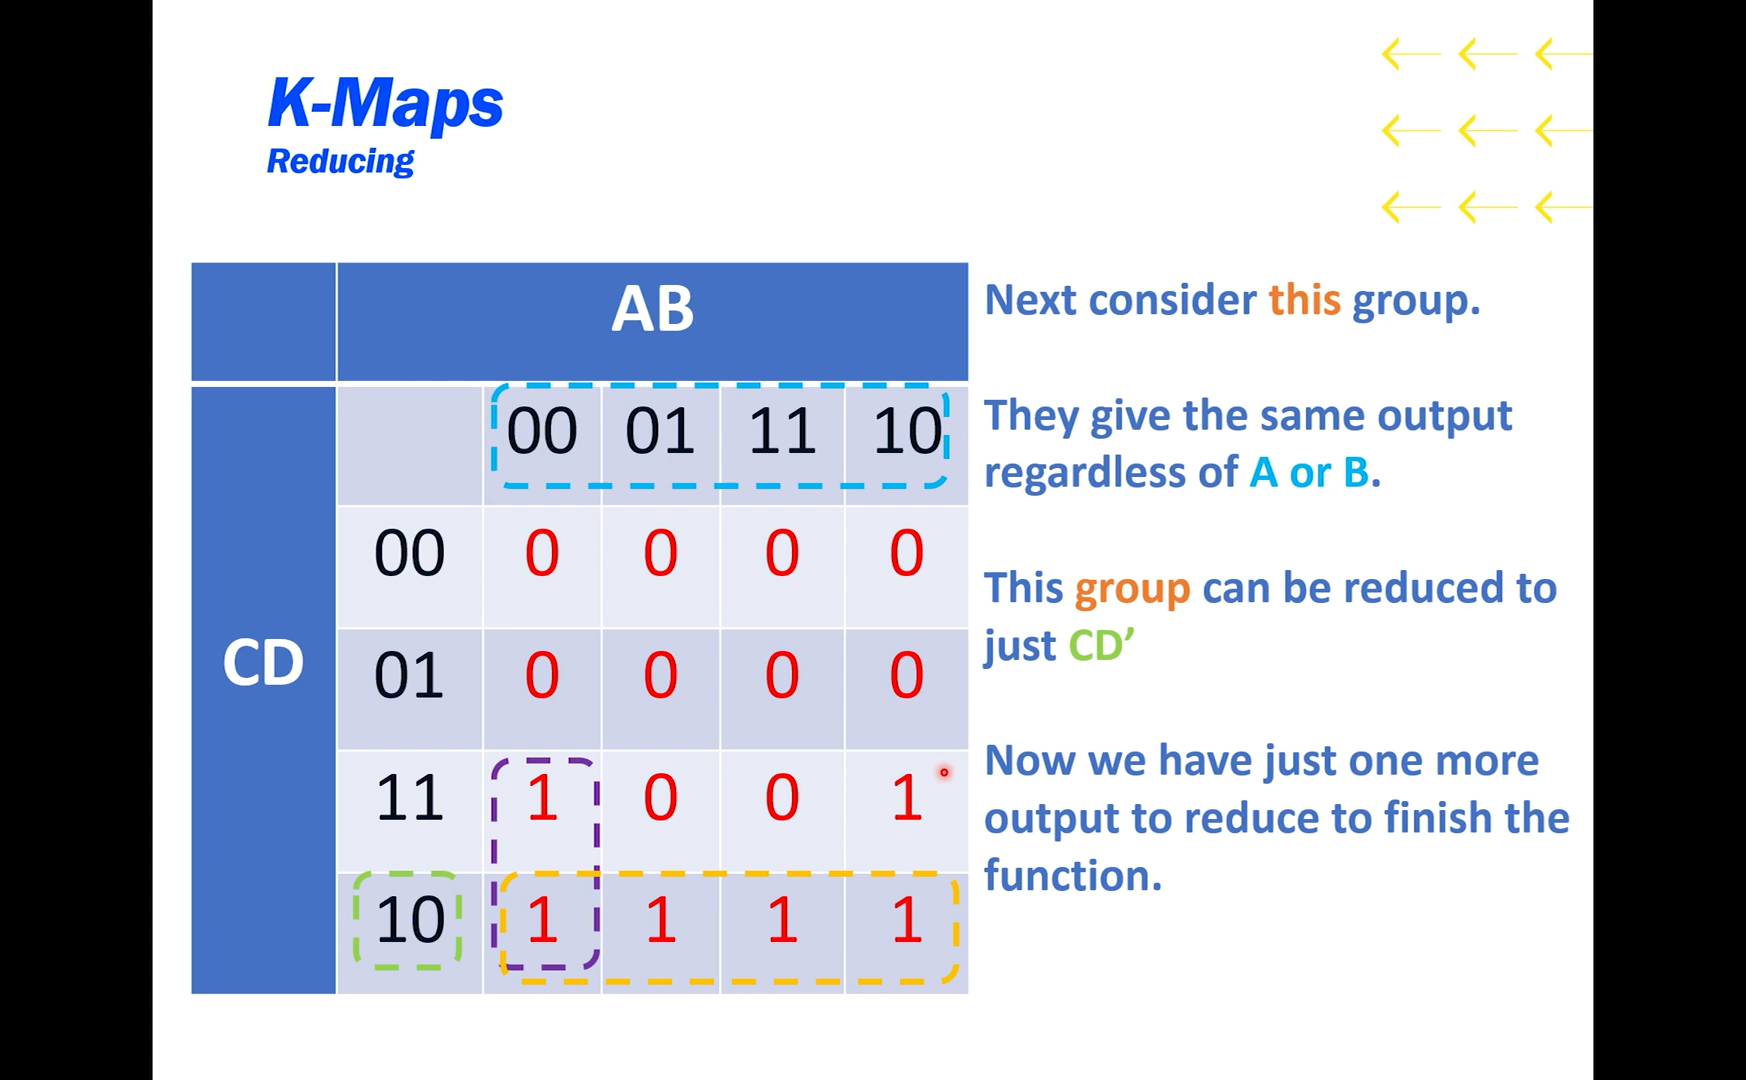 K-Maps
Reducing
AB
Next consider this group.
00 01 11 10
They give the same output
regardless of A or B.
00 0 0 0 0
This group can be reduced to
just CD’
CD
01 0 0 0 0
11 1 0 0 1
Now we have just one more
output to reduce to finish the
function.
10 1 1 1 1